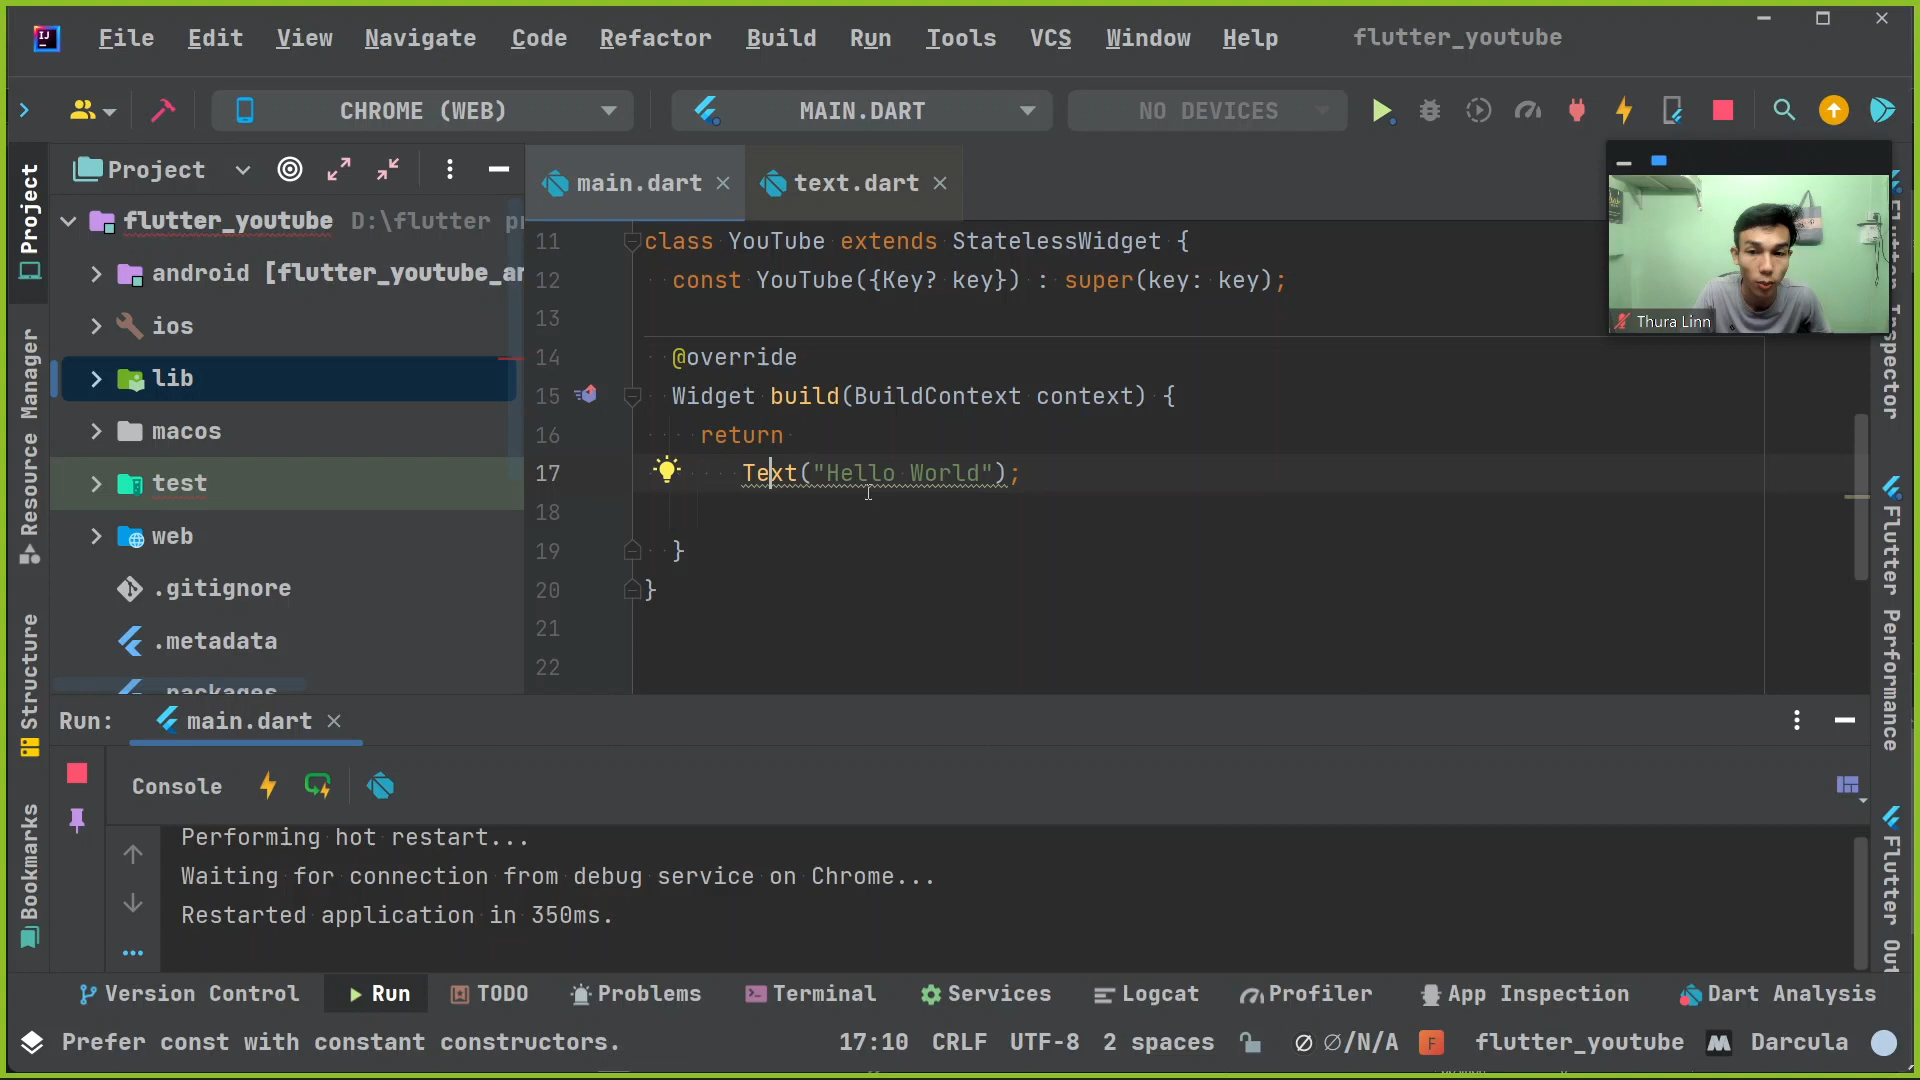 IJ
File Edit View Navigate Code Refactor Build Run Tools VCS Window Help flutter_youtube
CHROME (WEB) MAIN.DART NO DEVICES
Project
main.dart
text.dart
Project
Resource Manager
Structure
Bookmarks
flutter_youtube D:\flutter pr
android [flutter_youtube_an
ios
lib
macos
test
web
.gitignore
.metadata
.packages
11 class YouTube extends StatelessWidget {
12 const YouTube({Key? key}) : super(key: key);
13
14 @override
15 Widget build(BuildContext context) {
16 return
17 Text("Hello World");
18
19 }
20 }
21
22
Thura Linn
Flutter Inspector
Flutter Performance
Flutter Out
Run: main.dart
Console
Performing hot restart...
Waiting for connection from debug service on Chrome...
Restarted application in 350ms.
Version Control Run TODO Problems Terminal Services Logcat Profiler App Inspection Dart Analysis
Prefer const with constant constructors. 17:10 CRLF UTF-8 2 spaces ∅/N/A F flutter_youtube M Darcula